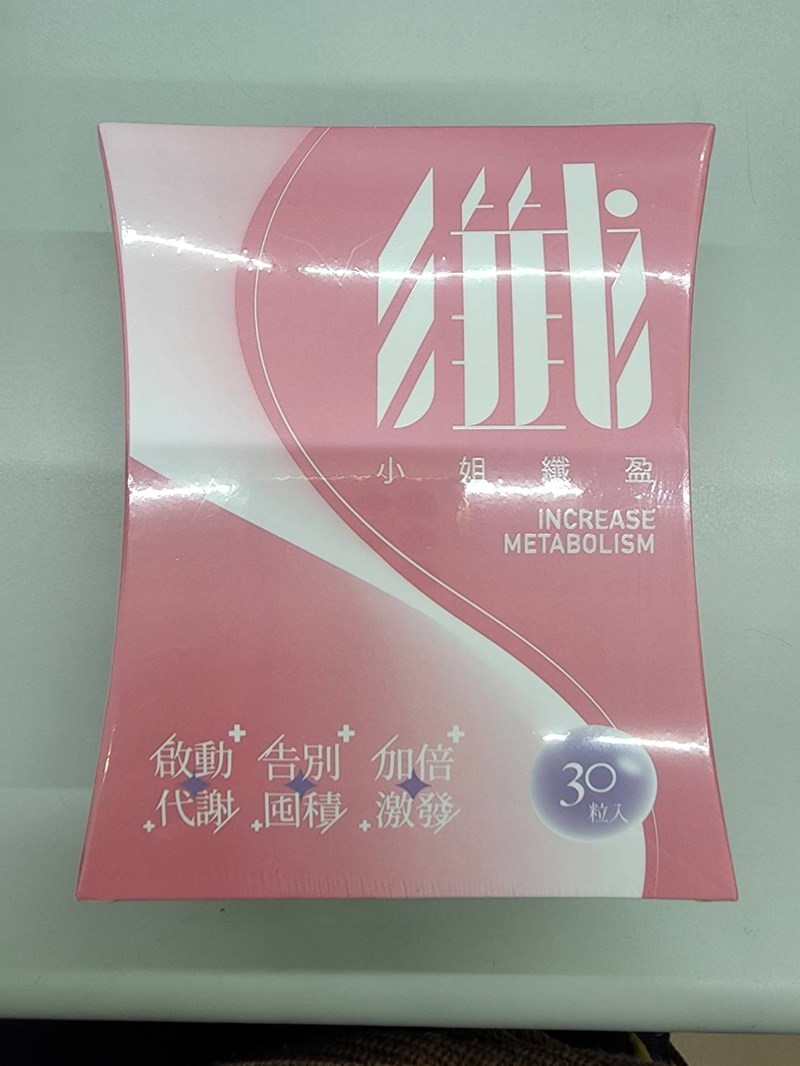 纖
小姐纖盈
INCREASE
METABOLISM
啟動 告別 加倍
代謝 囤積 激發
30
粒入